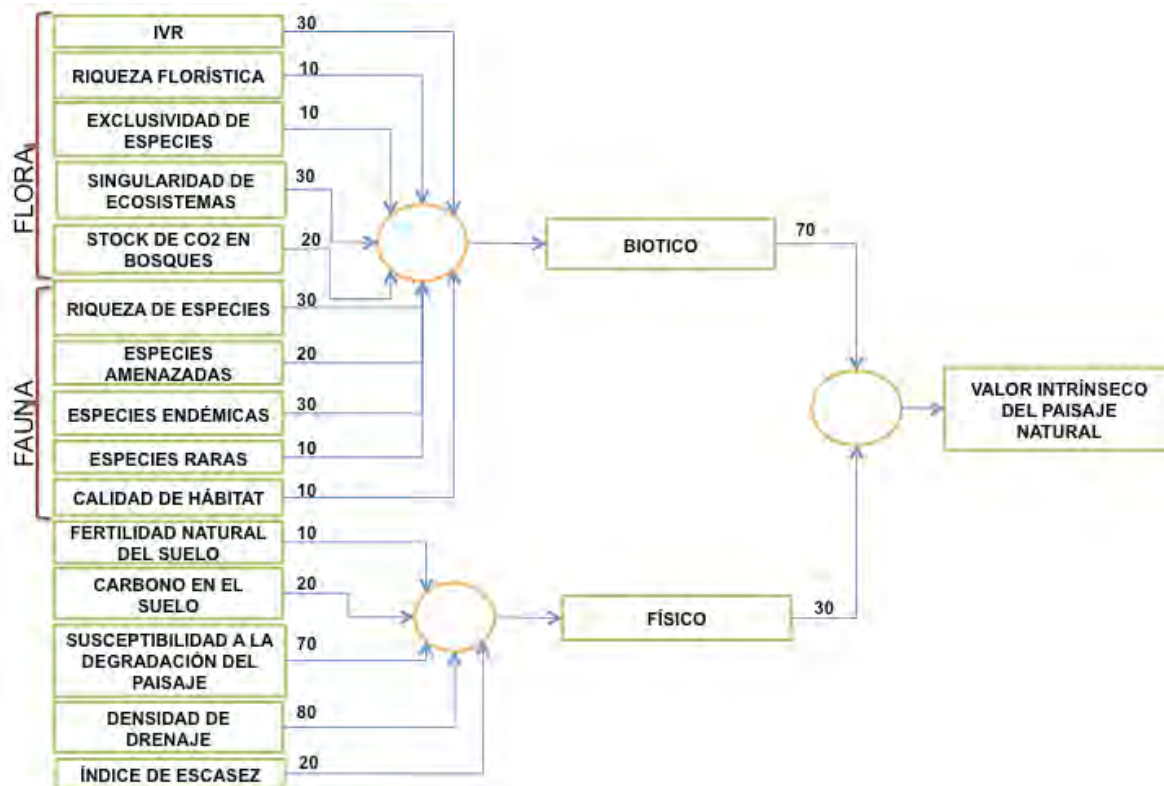 FLORA
IVR
30
RIQUEZA FLORÍSTICA
10
EXCLUSIVIDAD DE
ESPECIES
10
SINGULARIDAD DE
ECOSISTEMAS
30
STOCK DE CO2 EN
BOSQUES
20
FAUNA
RIQUEZA DE ESPECIES
30
ESPECIES
AMENAZADAS
20
ESPECIES ENDÉMICAS
30
ESPECIES RARAS
10
CALIDAD DE HÁBITAT
10
FERTILIDAD NATURAL
DEL SUELO
10
CARBONO EN EL
SUELO
20
SUSCEPTIBILIDAD A LA
DEGRADACIÓN DEL
PAISAJE
70
DENSIDAD DE
DRENAJE
80
ÍNDICE DE ESCASEZ
20
BIOTICO
70
FÍSICO
30
VALOR INTRÍNSECO
DEL PAISAJE
NATURAL